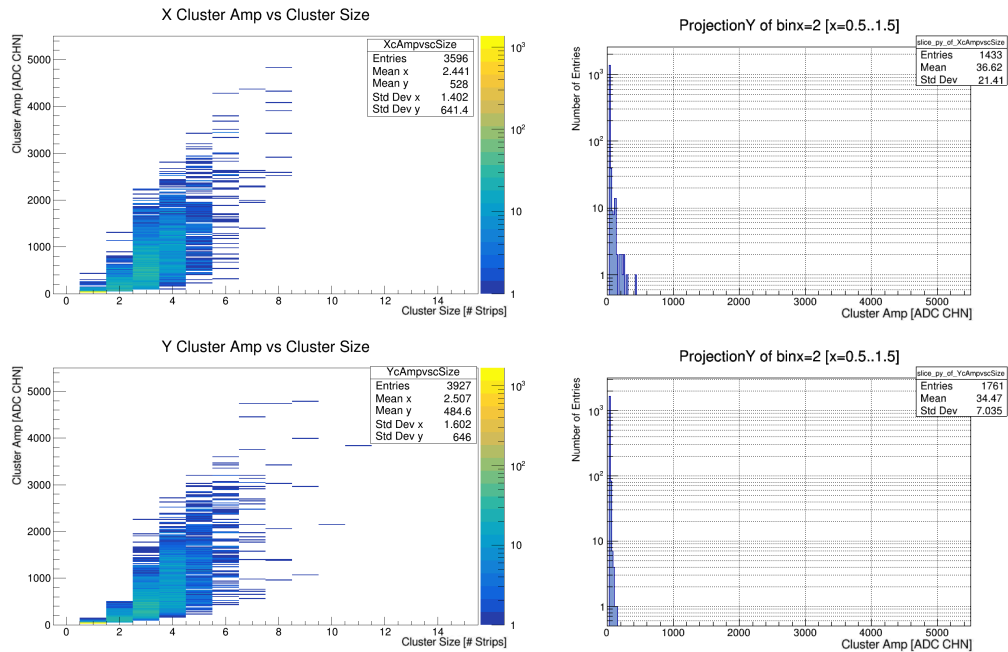 X Cluster Amp vs Cluster Size
Cluster Amp [ADC CHN]
5000
4000
3000
2000
1000
0
0 2 4 6 8 10 12 14
Cluster Size [# Strips]
XcAmpvscSize
Entries 3596
Mean x 2.441
Mean y 528
Std Dev x 1.402
Std Dev y 641.4
10³
10²
10
1
ProjectionY of binx=2 [x=0.5..1.5]
Number of Entries
10³
10²
10
1
0 1000 2000 3000 4000 5000
Cluster Amp [ADC CHN]
slice_py_of_XcAmpvscSize
Entries 1433
Mean 36.62
Std Dev 21.41
Y Cluster Amp vs Cluster Size
Cluster Amp [ADC CHN]
5000
4000
3000
2000
1000
0
0 2 4 6 8 10 12 14
Cluster Size [# Strips]
YcAmpvscSize
Entries 3927
Mean x 2.507
Mean y 484.6
Std Dev x 1.602
Std Dev y 646
10³
10²
10
1
ProjectionY of binx=2 [x=0.5..1.5]
Number of Entries
10³
10²
10
1
0 1000 2000 3000 4000 5000
Cluster Amp [ADC CHN]
slice_py_of_YcAmpvscSize
Entries 1761
Mean 34.47
Std Dev 7.035